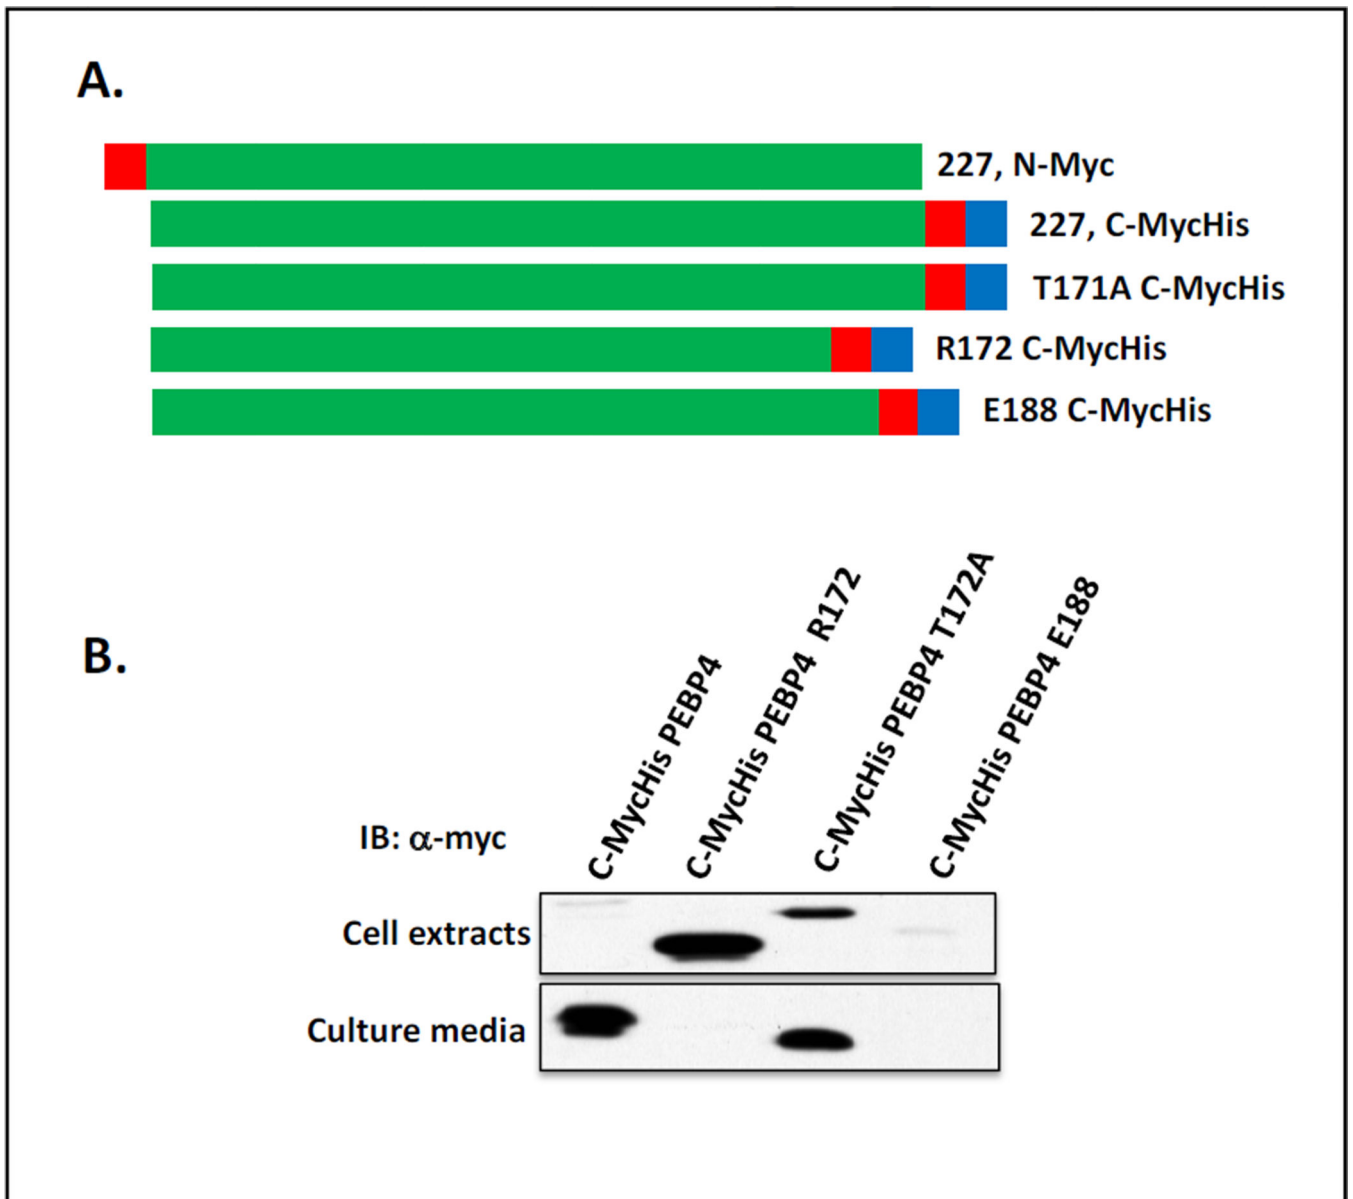 A.
227, N-Myc
227, C-MycHis
T171A C-MycHis
R172 C-MycHis
E188 C-MycHis
B.
C-MycHis PEBP4
C-MycHis PEBP4 R172
C-MycHis PEBP4 T172A
C-MycHis PEBP4 E188
IB: α-myc
Cell extracts
Culture media